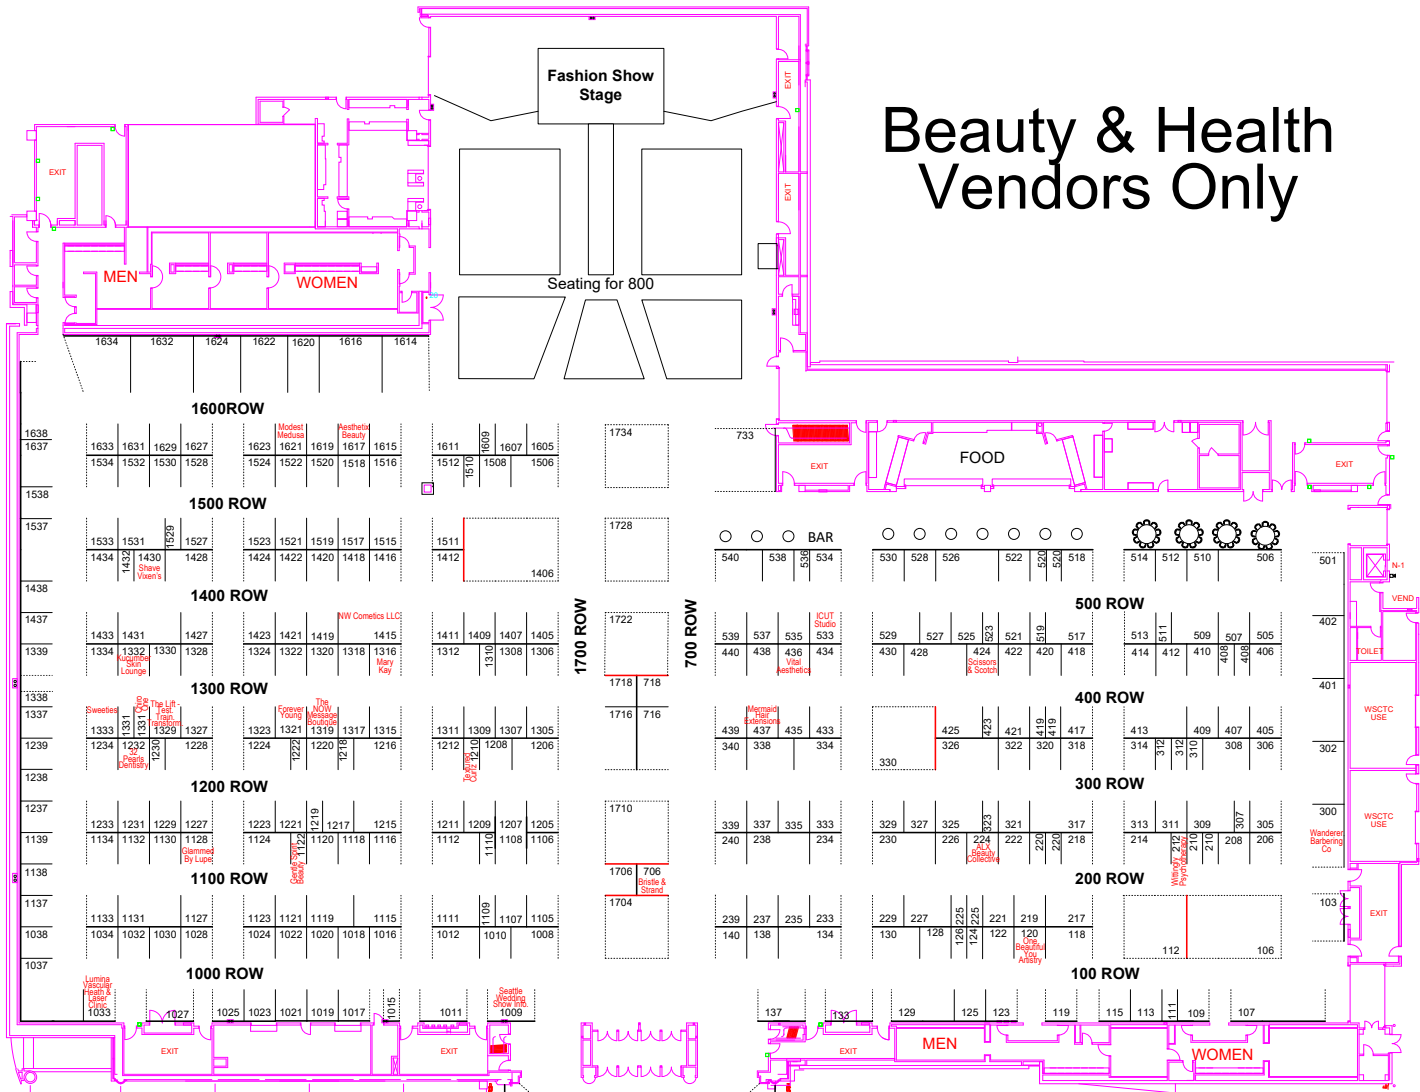 Fashion Show
Stage
Beauty & Health
Vendors Only
EXIT
EXIT
EXIT
MEN
WOMEN
Seating for 800
1634 1632 1624 1622 1620 1616 1614
1600ROW
Modest
Medusa
Aesthetix
Beauty
1638
1637
1633 1631 1629 1627 1623 1621 1619 1617 1615 1611 1609 1607 1605
1534 1532 1530 1528 1524 1522 1520 1518 1516 1512 1510 1508 1506
1734
733
EXIT
FOOD
EXIT
1538
1500 ROW
1537
1533 1531 1529 1527 1523 1521 1519 1517 1515 1511
1434 1432 1430 1428 1424 1422 1420 1418 1416 1412 1406
Shave
Vixen's
1728
BAR
540 538 536 534 530 528 526 522 520 520 518 514 512 510 506
501
N-1
VEND
TOILET
1438
1400 ROW
1700 ROW
700 ROW
500 ROW
1437
NW Cometics LLC
1433 1431 1427 1423 1421 1419 1415 1411 1409 1407 1405
1339
1334 1332 1330 1328 1324 1322 1320 1318 1316 1312 1310 1308 1306
Kucumber
Skin
Lounge
Mary
Kay
1722
ICUT
Studio
539 537 535 533 529 527 525 523 521 519 517 513 511 509 507 505
440 438 436 434 430 428 424 422 420 418 414 412 410 408 408 406
Vital
Aesthetics
Scissors
& Scotch
402
401
1718 718
1300 ROW
400 ROW
1338
1337
Sweeties
Chiro
One
The Lift -
Test.
Train.
Transform.
Forever
Young
The
NOW
Message
Boutique
1333 1331 1331 1329 1327 1323 1321 1319 1317 1315 1311 1309 1307 1305
1239
1234 1232 1230 1228 1224 1222 1220 1218 1216 1212 1210 1208 1206
32
Pearls
Dentistry
Textured
Curlz
1716 716
Mermaid
Hair
Extensions
439 437 435 433 425 423 421 419 419 413 409 407 405
340 338 334 330 326 322 320 318 314 312 312 310 308 306
WSCTC
USE
302
1238
1200 ROW
300 ROW
1237
1233 1231 1229 1227 1223 1221 1219 1217 1215 1211 1209 1207 1205
1139
1134 1132 1130 1128 1124 1122 1120 1118 1116 1112 1110 1108 1106
Glammed
By Lupe
Gentle Spirit
Beauty
1710
339 337 335 333 329 327 325 323 321 317 313 311 309 307 305
240 238 234 230 226 224 222 220 220 218 214 212 210 210 208 206
ALX
Beauty
Collective
Wittingly
Psychotherapy
300
Wanderer
Barbering
Co
WSCTC
USE
1138
1100 ROW
200 ROW
1706 706
Bristle &
Strand
1704
1137
1133 1131 1127 1123 1121 1119 1115 1111 1109 1107 1105
1038
1034 1032 1030 1028 1024 1022 1020 1018 1016 1012 1010 1008
239 237 235 233 229 227 225 225 221 219 217
140 138 134 130 128 126 124 122 120 118 112 106
One
Beautiful
You
Artistry
103
EXIT
1037
1000 ROW
100 ROW
Lumina
Vascular
Heath &
Laser
Clinic
1033 1027 1025 1023 1021 1019 1017 1015 1011 1009
Seattle
Wedding
Show Info.
137 133 129 125 123 119 115 113 111 109 107
EXIT
EXIT
EXIT
MEN
WOMEN